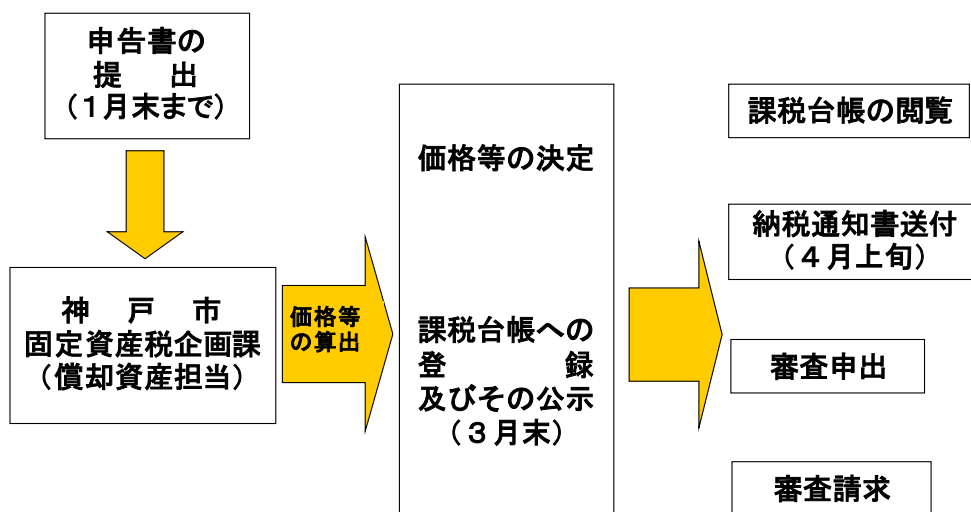 申告書の
提　出
（1月末まで）
神　戸　市
固定資産税企画課
（償却資産担当）
価格等
の算出
価格等の決定
課税台帳への
登　　録
及びその公示
（３月末）
課税台帳の閲覧
納税通知書送付
（４月上旬）
審査申出
審査請求